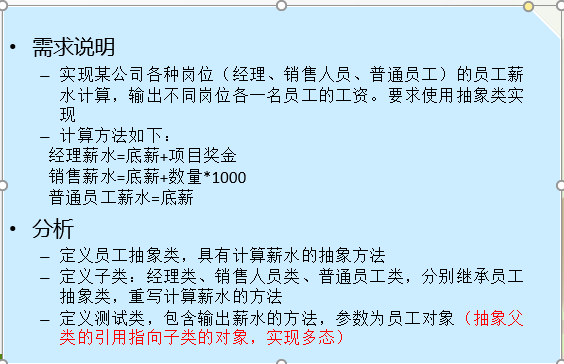 • 需求说明
– 实现某公司各种岗位（经理、销售人员、普通员工）的员工薪
水计算，输出不同岗位各一名员工的工资。要求使用抽象类实
现
– 计算方法如下：
经理薪水=底薪+项目奖金
销售薪水=底薪+数量*1000
普通员工薪水=底薪
• 分析
– 定义员工抽象类，具有计算薪水的抽象方法
– 定义子类：经理类、销售人员类、普通员工类，分别继承员工
抽象类，重写计算薪水的方法
– 定义测试类，包含输出薪水的方法，参数为员工对象（抽象父
类的引用指向子类的对象，实现多态）